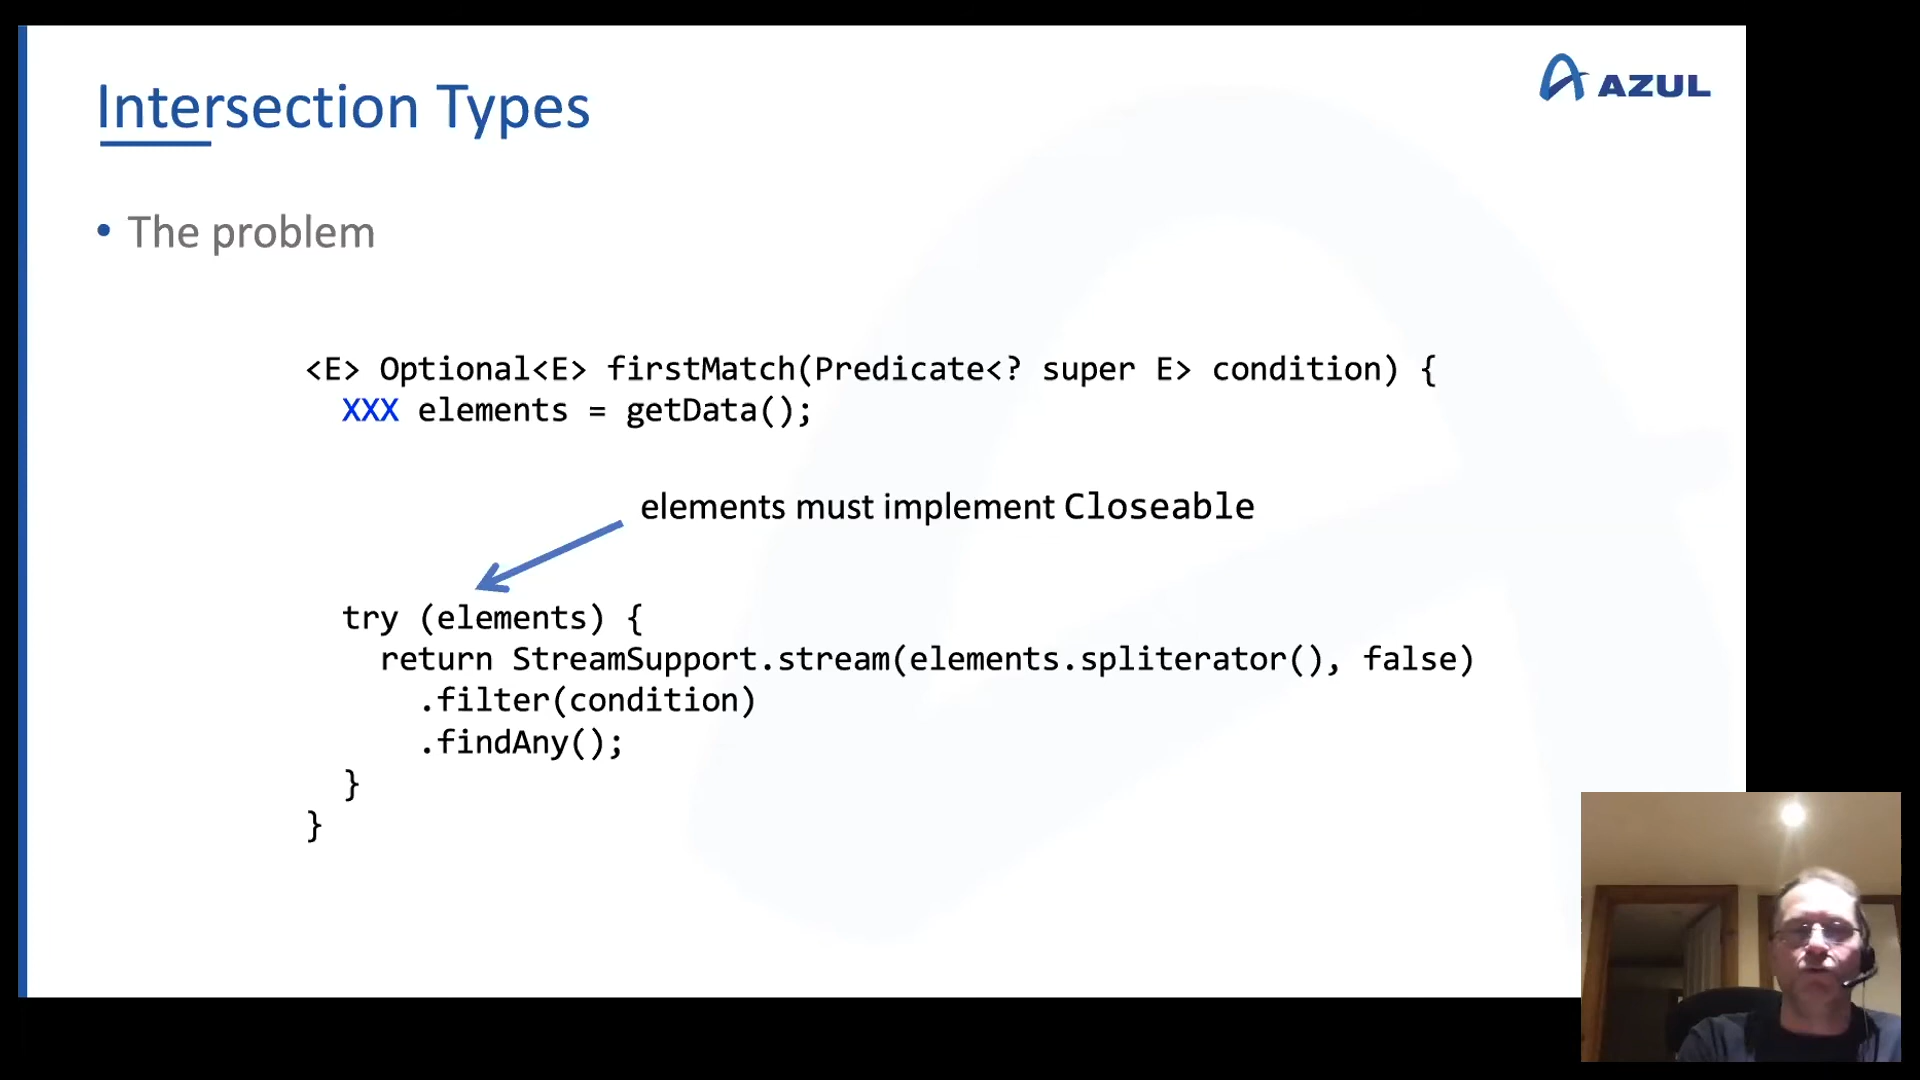 Intersection Types
AZUL
• The problem
<E> Optional<E> firstMatch(Predicate<? super E> condition) {
XXX elements = getData();
elements must implement Closeable
try (elements) {
return StreamSupport.stream(elements.spliterator(), false)
.filter(condition)
.findAny();
}
}